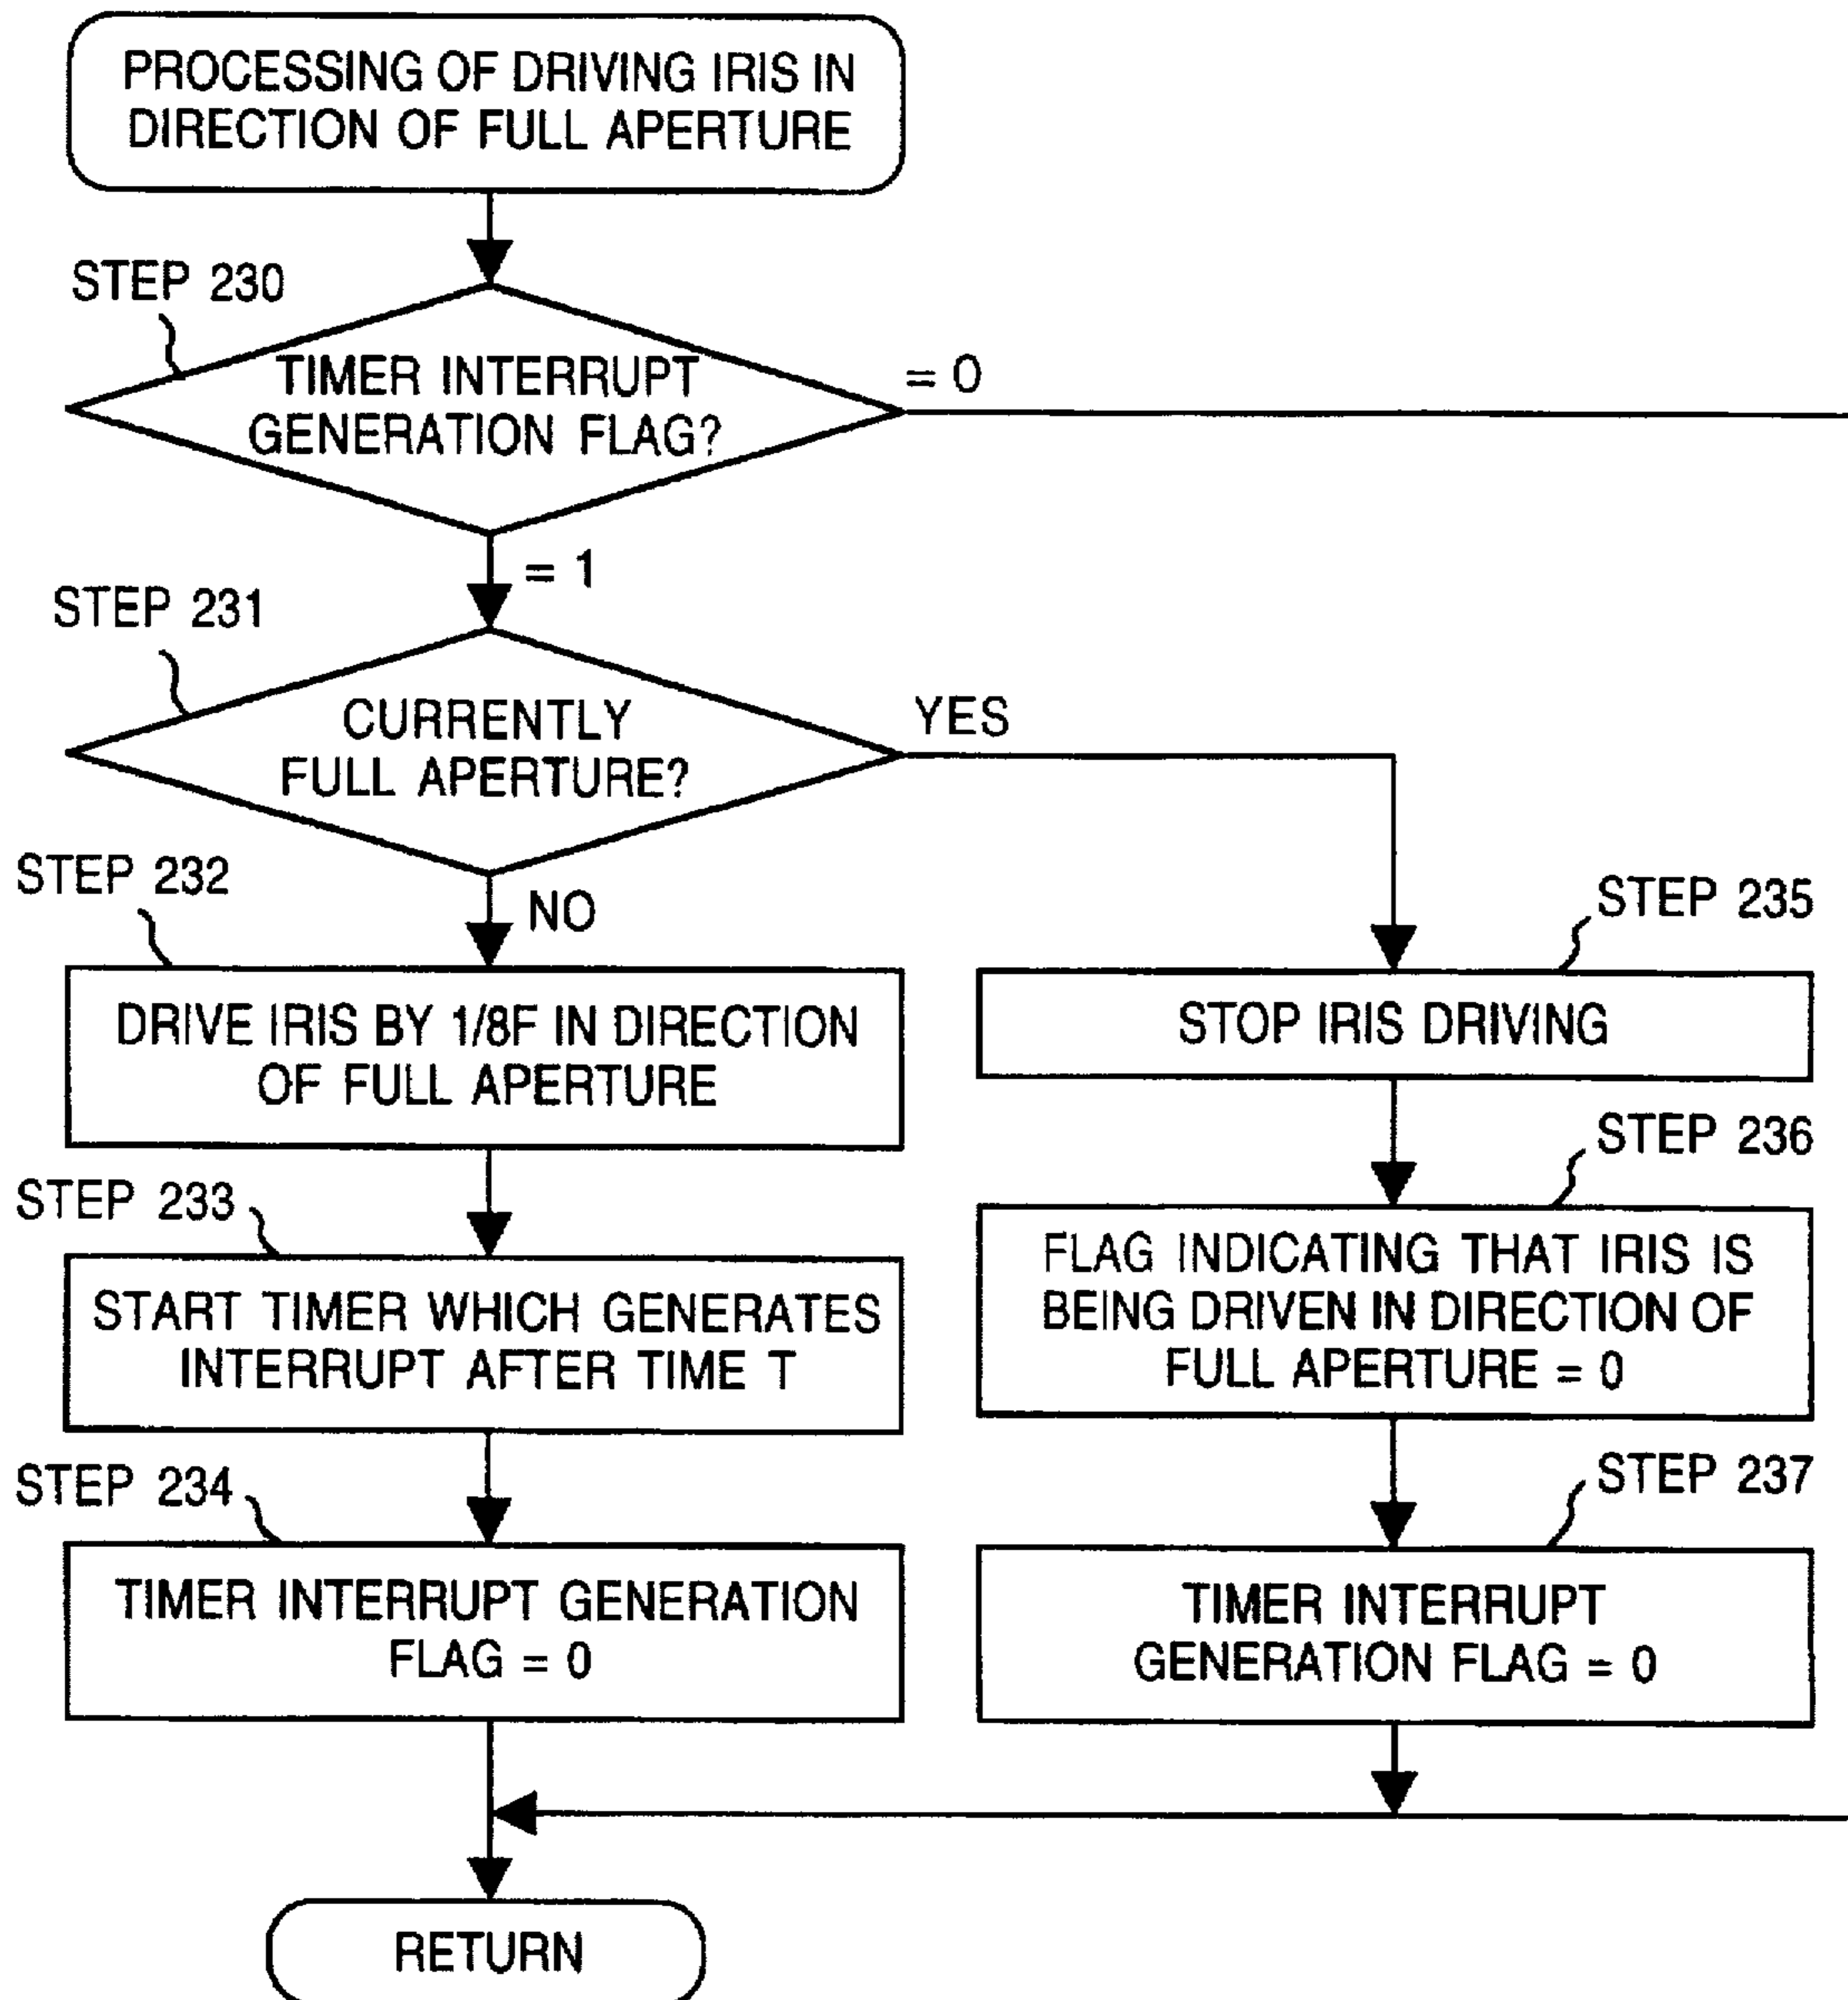 PROCESSING OF DRIVING IRIS IN
DIRECTION OF FULL APERTURE
STEP 230
TIMER INTERRUPT
GENERATION FLAG?
= 0
= 1
STEP 231
CURRENTLY
FULL APERTURE?
YES
NO
STEP 232
DRIVE IRIS BY 1/8F IN DIRECTION
OF FULL APERTURE
STEP 233
START TIMER WHICH GENERATES
INTERRUPT AFTER TIME T
STEP 234
TIMER INTERRUPT GENERATION
FLAG = 0
STEP 235
STOP IRIS DRIVING
STEP 236
FLAG INDICATING THAT IRIS IS
BEING DRIVEN IN DIRECTION OF
FULL APERTURE = 0
STEP 237
TIMER INTERRUPT
GENERATION FLAG = 0
RETURN